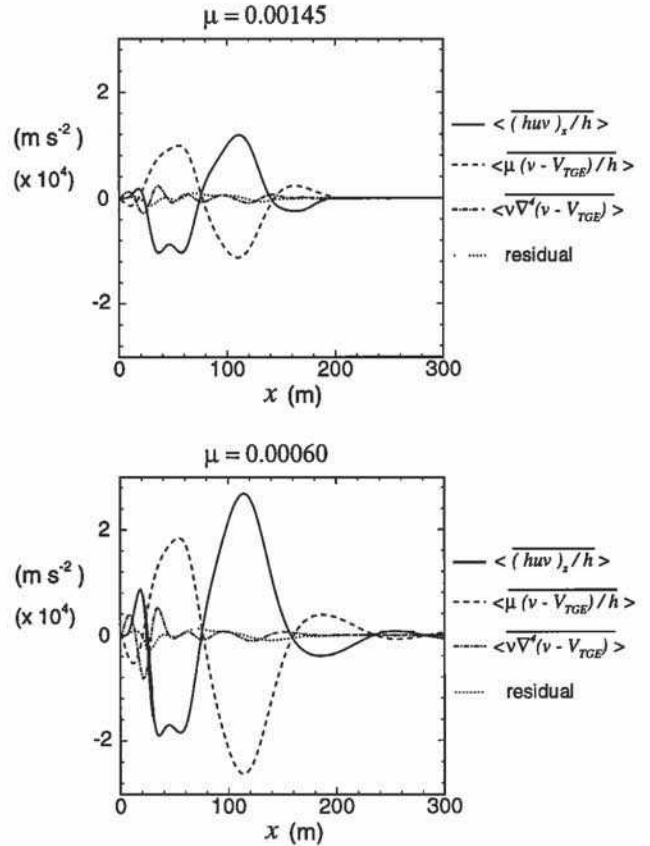 μ = 0.00145
2
0
-2
(m s⁻²)
(x 10⁴)
0 100 200 300
x (m)
< (huv)ₓ/h >
< μ(v - V_TGE)/h >
< ν∇⁴(v - V_TGE) >
residual
μ = 0.00060
2
0
-2
(m s⁻²)
(x 10⁴)
0 100 200 300
x (m)
< (huv)ₓ/h >
< μ(v - V_TGE)/h >
< ν∇⁴(v - V_TGE) >
residual